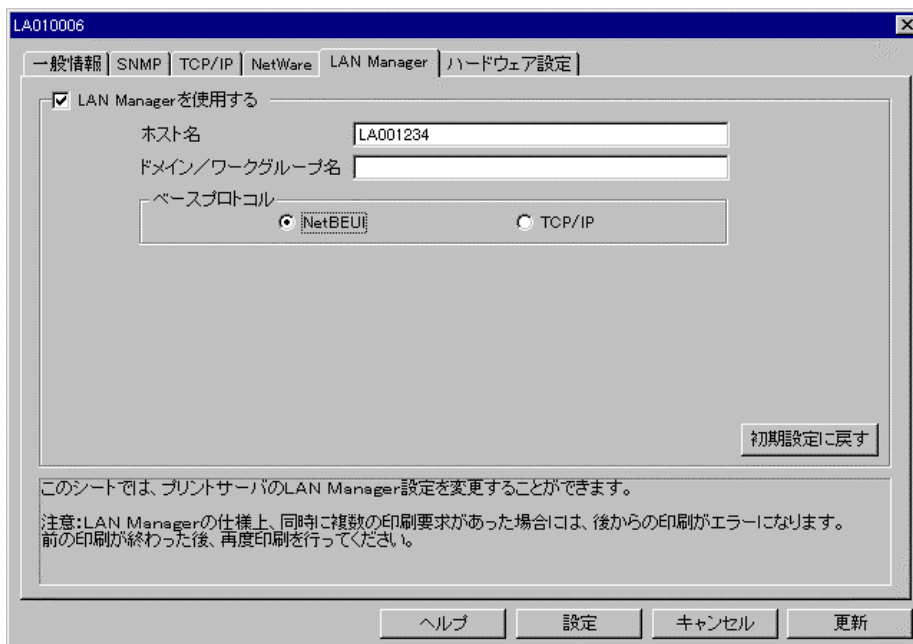 LA010006
一般情報 SNMP TCP/IP NetWare LAN Manager ハードウェア設定
LAN Managerを使用する
ホスト名 LA001234
ドメイン／ワークグループ名
ベースプロトコル
NetBEUI TCP/IP
初期設定に戻す
このシートでは、プリントサーバのLAN Manager設定を変更することができます。
注意:LAN Managerの仕様上、同時に複数の印刷要求があった場合には、後からの印刷がエラーになります。
前の印刷が終わった後、再度印刷を行ってください。
ヘルプ 設定 キャンセル 更新